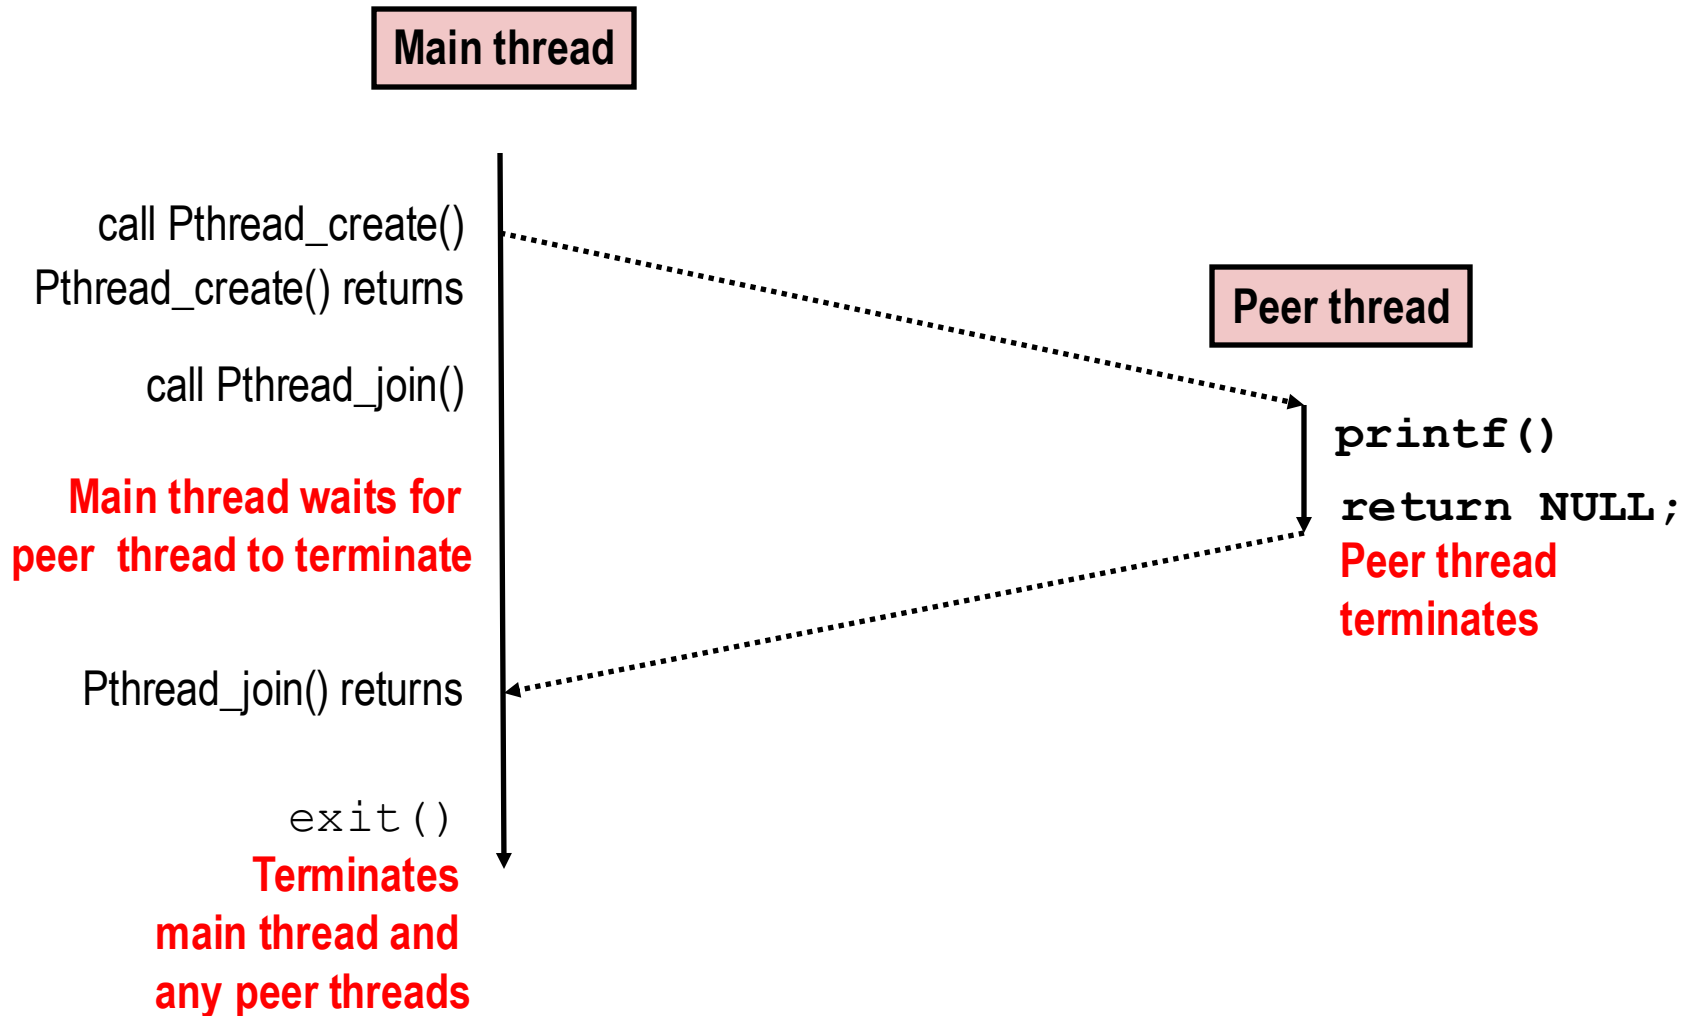 Main thread
call Pthread_create()
Pthread_create() returns
Peer thread
call Pthread_join()
printf()
Main thread waits for
peer thread to terminate
return NULL;
Peer thread
terminates
Pthread_join() returns
exit()
Terminates
main thread and
any peer threads